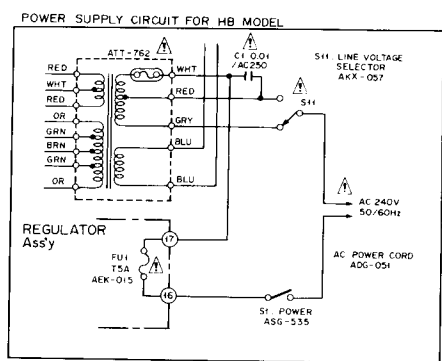 POWER SUPPLY CIRCUIT FOR HB MODEL
ATT-762
RED
WHT
RED
OR
GRN
BRN
GRN
OR
WHT
RED
GRY
BLU
BLU
C1 0.01
/AC250
S11. LINE VOLTAGE
SELECTOR
AKX-057
S11
AC 240V
50/60Hz
AC POWER CORD
ADG-051
REGULATOR
Ass'y
FU1
T5A
AEK-015
17
16
S1. POWER
ASG-535